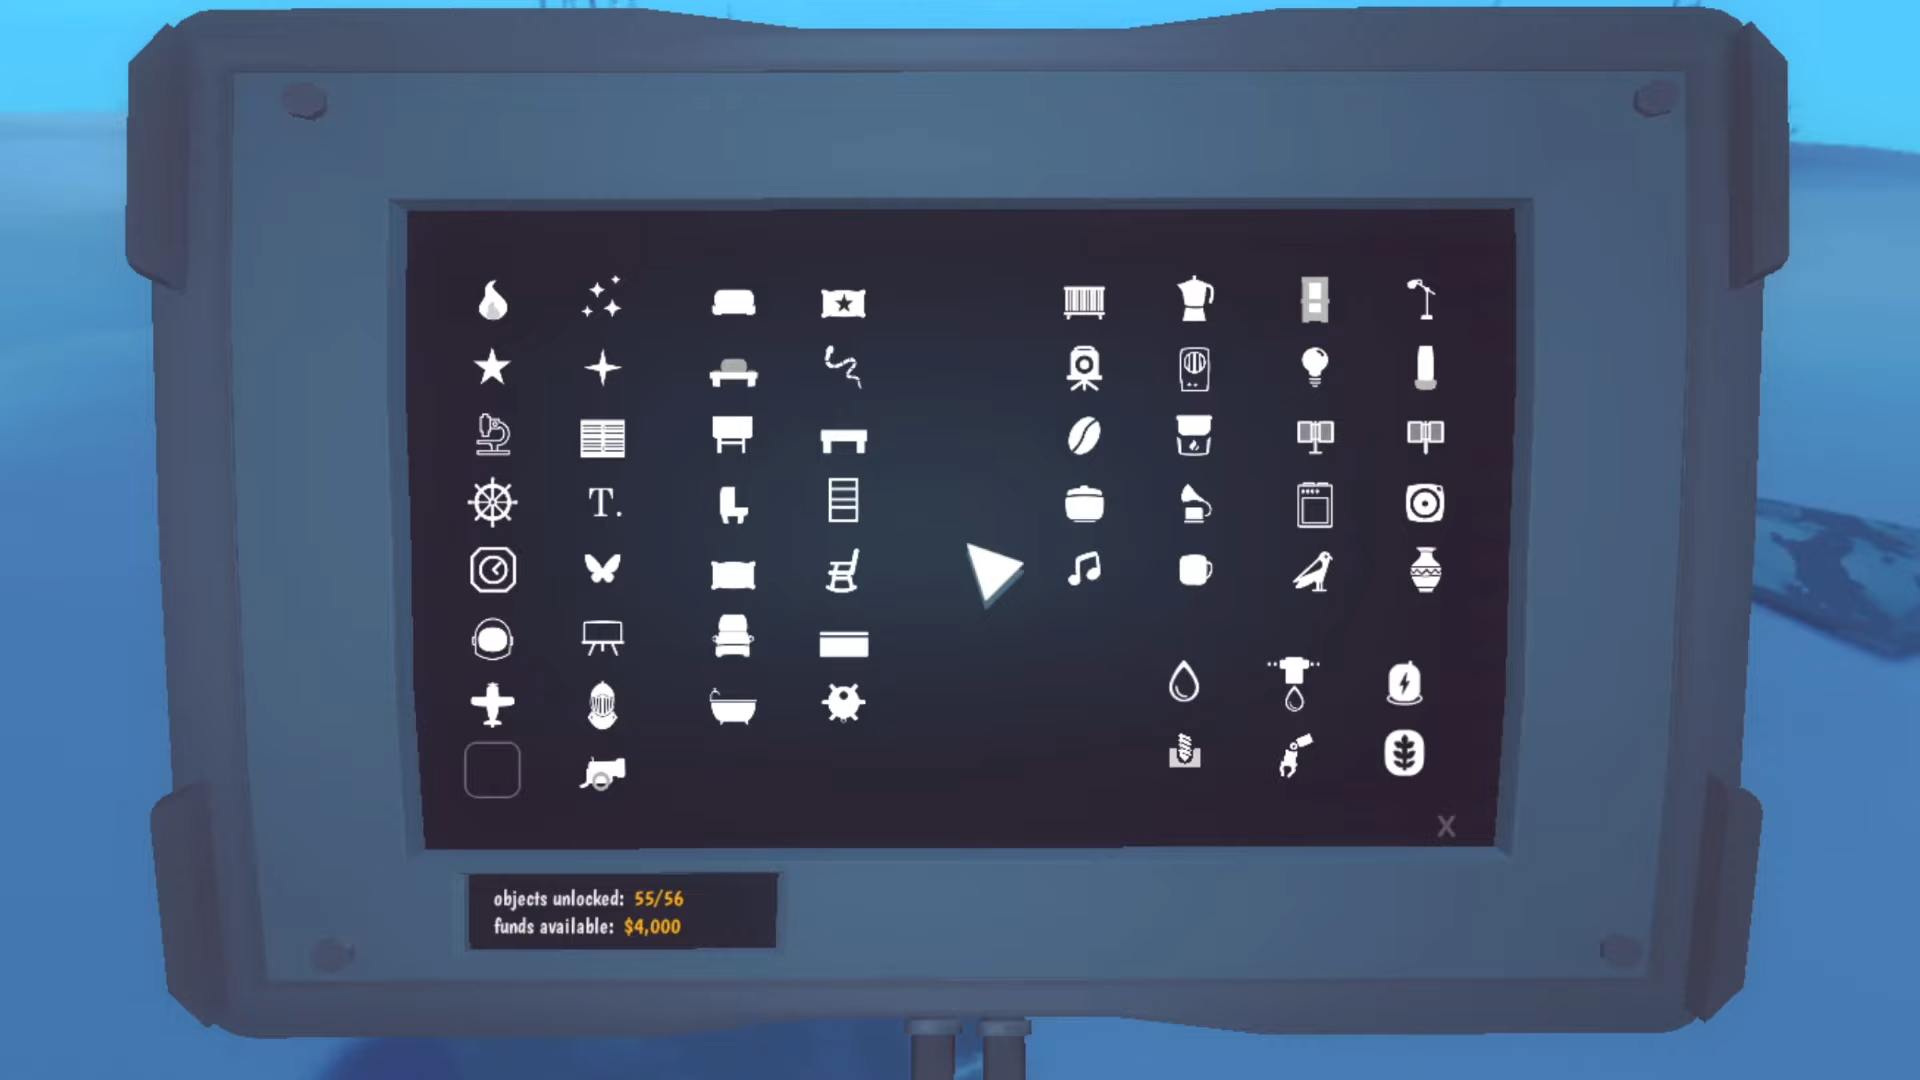 T.
X
objects unlocked: 55/56
funds available: $4,000